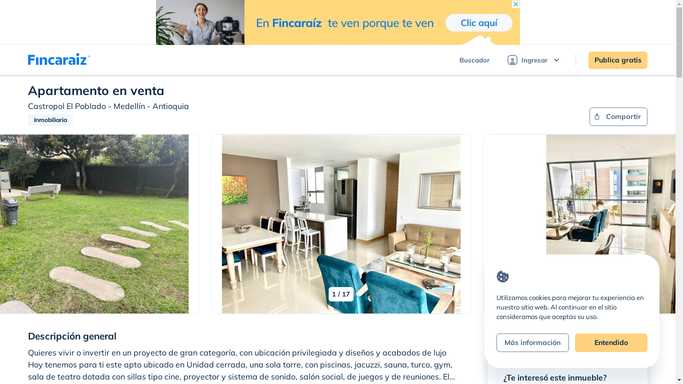 En Fincaraíz te ven porque te ven
Clic aquí
Fincaraíz
Buscador
Ingresar
Publica gratis
Apartamento en venta
Castropol El Poblado - Medellín - Antioquia
Inmobiliaria
Compartir
1 / 17
Utilizamos cookies para mejorar tu experiencia en
nuestro sitio web. Al continuar en el sitio
consideramos que aceptas su uso.
Más información
Entendido
Descripción general
Quieres vivir o invertir en un proyecto de gran categoría, con ubicación privilegiada y diseños y acabados de lujo
Hoy tenemos para ti este apto ubicado en Unidad cerrada, una sola torre, con piscinas, jacuzzi, sauna, turco, gym,
sala de teatro dotada con sillas tipo cine, proyector y sistema de sonido, salón social, de juegos y de reuniones. El...
¿Te interesó este inmueble?